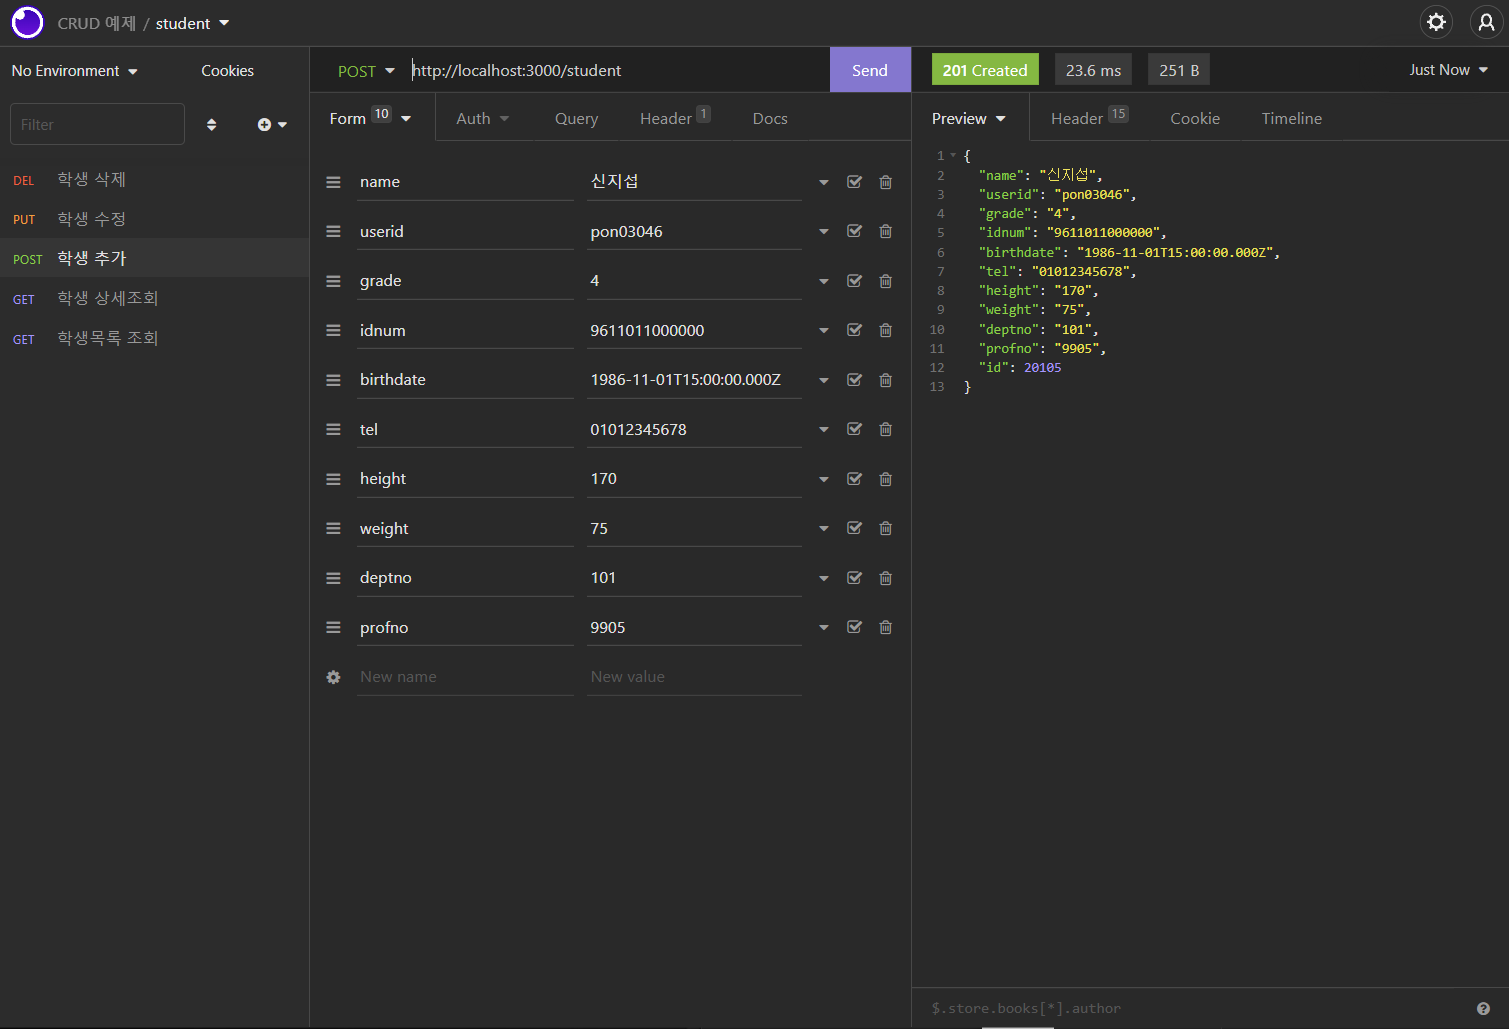 CRUD 예제 / student
No Environment
Cookies
Filter
DEL 학생 삭제
PUT 학생 수정
POST 학생 추가
GET 학생 상세조회
GET 학생목록 조회
POST http://localhost:3000/student Send
Form 10 Auth Query Header 1 Docs
name 신지섭
userid pon03046
grade 4
idnum 9611011000000
birthdate 1986-11-01T15:00:00.000Z
tel 01012345678
height 170
weight 75
deptno 101
profno 9905
New name New value
201 Created 23.6 ms 251 B Just Now
Preview Header 15 Cookie Timeline
1 {
2 "name": "신지섭",
3 "userid": "pon03046",
4 "grade": "4",
5 "idnum": "9611011000000",
6 "birthdate": "1986-11-01T15:00:00.000Z",
7 "tel": "01012345678",
8 "height": "170",
9 "weight": "75",
10 "deptno": "101",
11 "profno": "9905",
12 "id": 20105
13 }
$.store.books[*].author